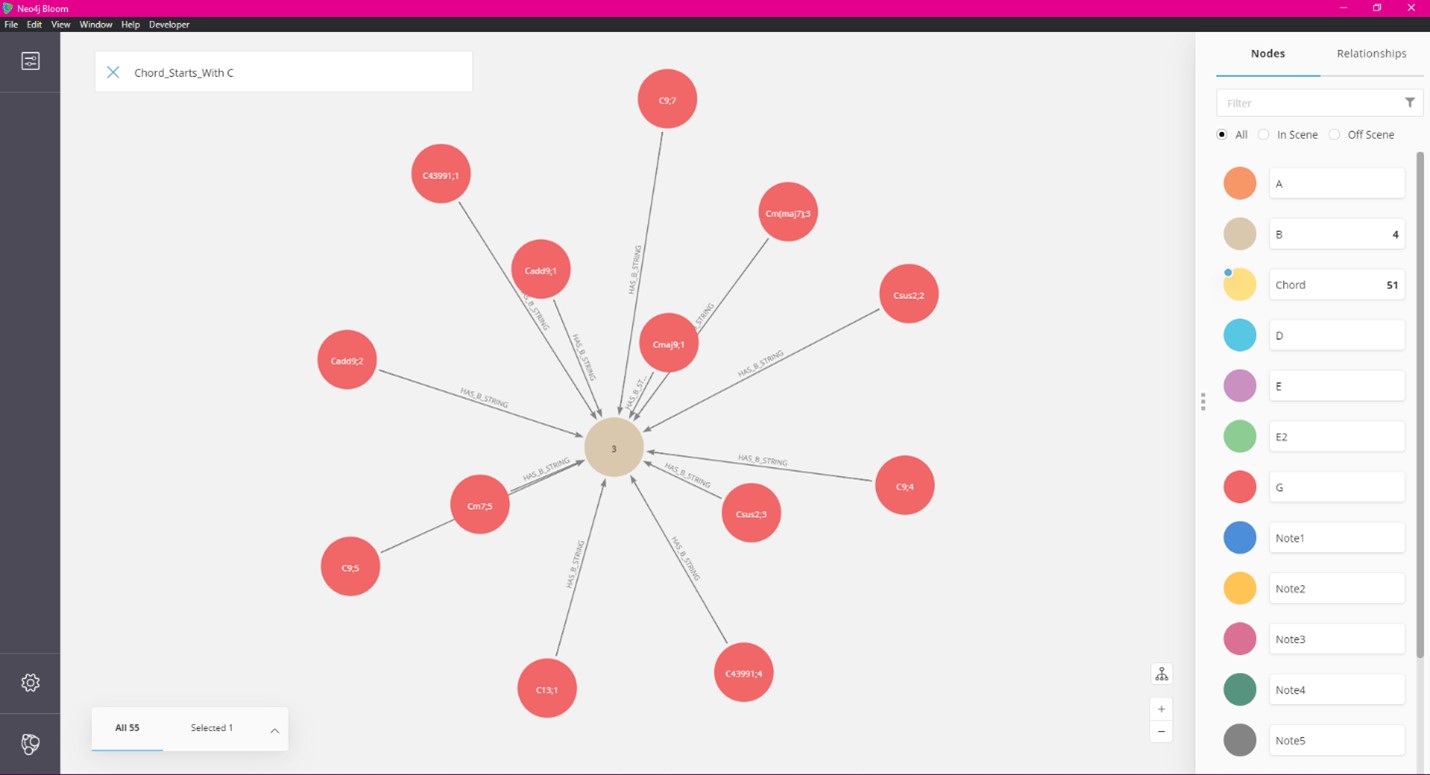 Neo4j Bloom
File Edit View Window Help Developer
Chord_Starts_With C
C9;7
C43991;1
Cm(maj7);3
Cadd9;1
Csus2;2
Cmaj9;1
Cadd9;2
HAS_B_STRING
B_STRING
HAS_B_STRING
HAS_B_STRING
_STRING
HAS_B_ST...
HAS_B_STRING
HAS_B_STRING
3
HAS_B_STRING
HAS_B_STRING
HAS_B_STRING
C9;4
Cm7;5
Csus2;3
C9;5
HAS_B_STRING
HAS_B_STRING
C13;1
C43991;4
All 55 Selected 1
Nodes Relationships
Filter
All In Scene Off Scene
A
B 4
Chord 51
D
E
E2
G
Note1
Note2
Note3
Note4
Note5